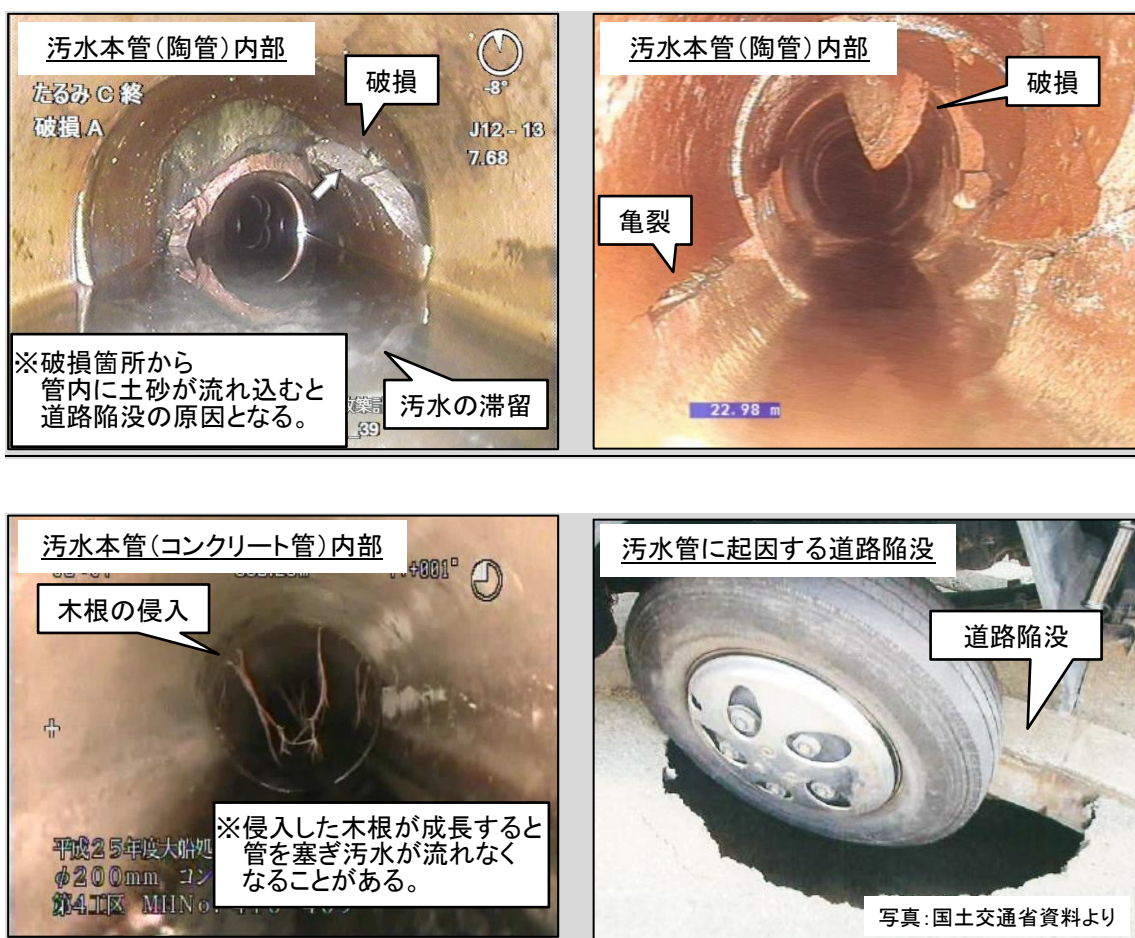 汚水本管(陶管)内部
破損
たるみ C 終
破損 A
-8°
J12 - 13
7.68
※破損箇所から
管内に土砂が流れ込むと
道路陥没の原因となる。
汚水の滞留
39
汚水本管(陶管)内部
破損
亀裂
22.98 m
汚水本管(コンクリート管)内部
+001°
木根の侵入
※侵入した木根が成長すると
管を塞ぎ汚水が流れなく
なることがある。
平成25年度大船処
φ200mm コン
第4工区 MHNo.
汚水管に起因する道路陥没
道路陥没
写真:国土交通省資料より